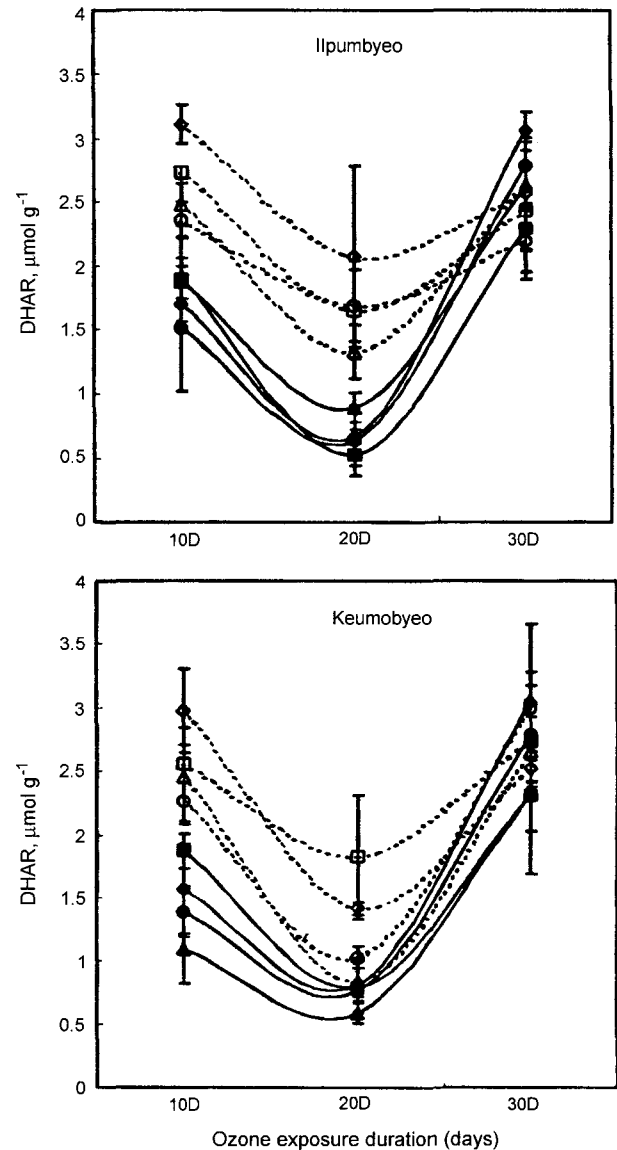 4
Ilpumbyeo
3.5
3
2.5
2
1.5
1
0.5
0
DHAR, μmol g⁻¹
10D 20D 30D
4
Keumobyeo
3.5
3
2.5
2
1.5
1
0.5
0
DHAR, μmol g⁻¹
10D 20D 30D
Ozone exposure duration (days)